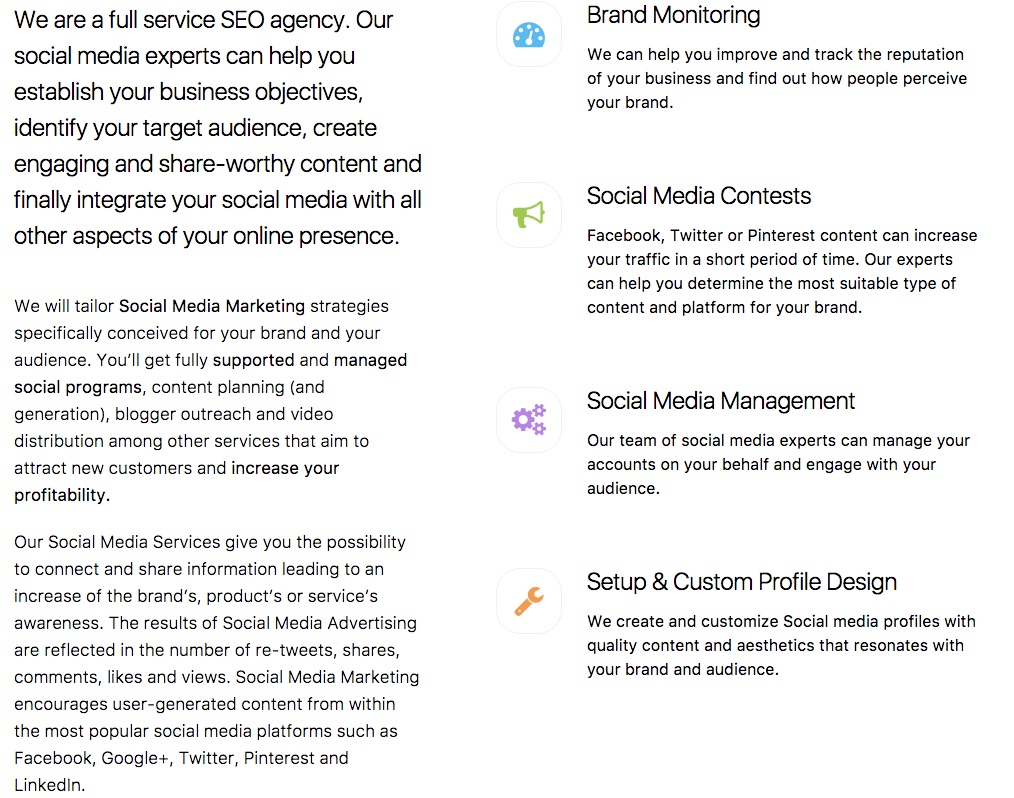 We are a full service SEO agency. Our
social media experts can help you
establish your business objectives,
identify your target audience, create
engaging and share-worthy content and
finally integrate your social media with all
other aspects of your online presence.
We will tailor Social Media Marketing strategies
specifically conceived for your brand and your
audience. You’ll get fully supported and managed
social programs, content planning (and
generation), blogger outreach and video
distribution among other services that aim to
attract new customers and increase your
profitability.
Our Social Media Services give you the possibility
to connect and share information leading to an
increase of the brand’s, product’s or service’s
awareness. The results of Social Media Advertising
are reflected in the number of re-tweets, shares,
comments, likes and views. Social Media Marketing
encourages user-generated content from within
the most popular social media platforms such as
Facebook, Google+, Twitter, Pinterest and
LinkedIn.
Brand Monitoring
We can help you improve and track the reputation
of your business and find out how people perceive
your brand.
Social Media Contests
Facebook, Twitter or Pinterest content can increase
your traffic in a short period of time. Our experts
can help you determine the most suitable type of
content and platform for your brand.
Social Media Management
Our team of social media experts can manage your
accounts on your behalf and engage with your
audience.
Setup & Custom Profile Design
We create and customize Social media profiles with
quality content and aesthetics that resonates with
your brand and audience.